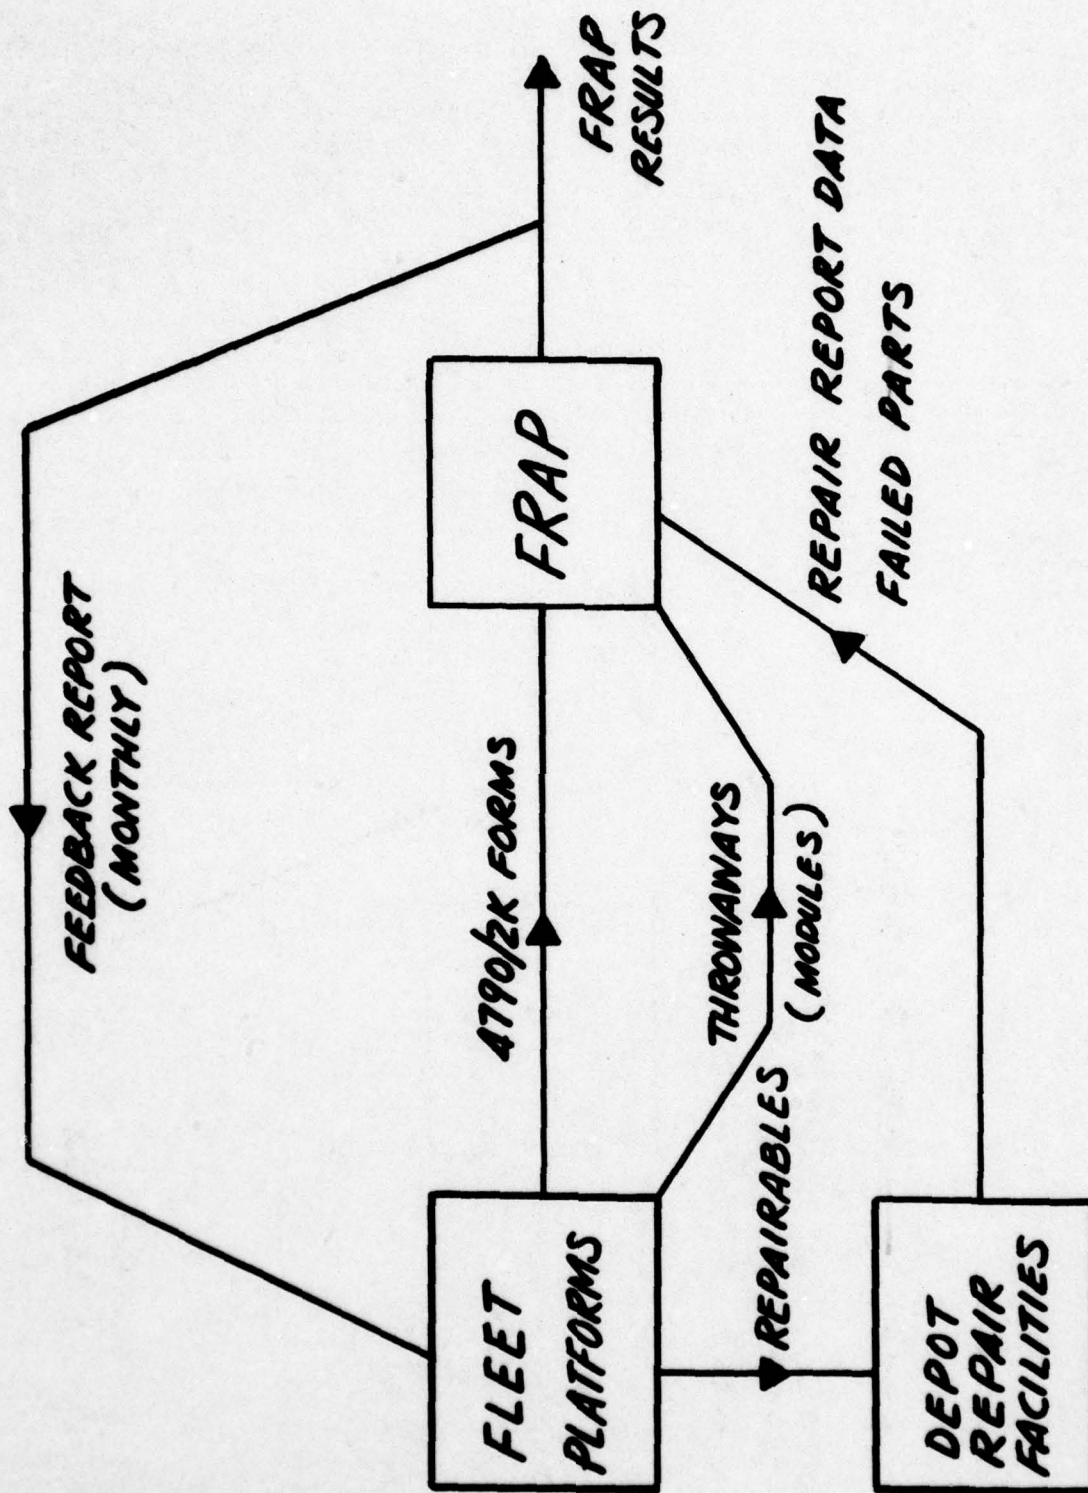 FEEDBACK REPORT
(MONTHLY)
FLEET
PLATFORMS
4790/2K FORMS
FRAP
FRAP
RESULTS
THROWAWAYS
(MODULES)
REPAIRABLES
DEPOT
REPAIR
FACILITIES
REPAIR REPORT DATA
FAILED PARTS